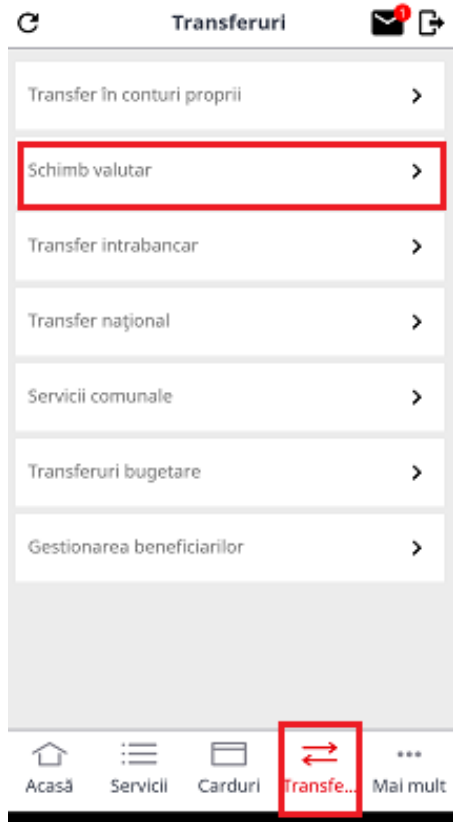 Transferuri
1
Transfer în conturi proprii
Schimb valutar
Transfer intrabancar
Transfer naţional
Servicii comunale
Transferuri bugetare
Gestionarea beneficiarilor
Acasă Servicii Carduri Transfe... Mai mult